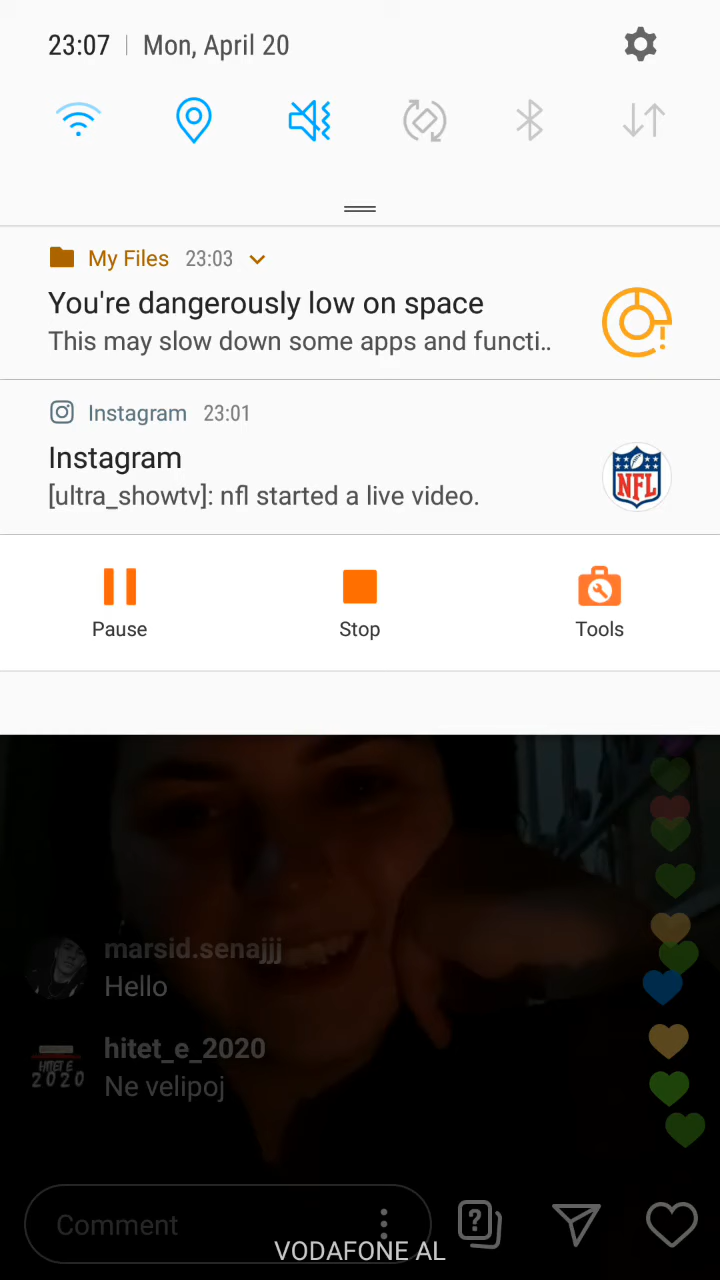 23:07 | Mon, April 20
My Files 23:03
You're dangerously low on space
This may slow down some apps and functi..
Instagram 23:01
Instagram
NFL
[ultra_showtv]: nfl started a live video.
Pause Stop Tools
marsid.senajjj
Hello
HITET E
2020
hitet_e_2020
Ne velipoj
Comment
VODAFONE AL